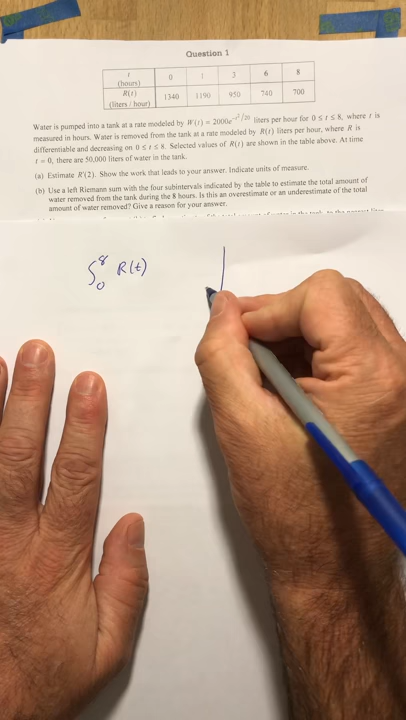 Question 1
t (hours) 0 1 3 6 8
R(t) (liters / hour) 1340 1190 950 740 700
Water is pumped into a tank at a rate modeled by W(t) = 2000e^(-t²/20) liters per hour for 0 ≤ t ≤ 8, where t is
measured in hours. Water is removed from the tank at a rate modeled by R(t) liters per hour, where R is
differentiable and decreasing on 0 ≤ t ≤ 8. Selected values of R(t) are shown in the table above. At time
t = 0, there are 50,000 liters of water in the tank.
(a) Estimate R′(2). Show the work that leads to your answer. Indicate units of measure.
(b) Use a left Riemann sum with the four subintervals indicated by the table to estimate the total amount of
water removed from the tank during the 8 hours. Is this an overestimate or an underestimate of the total
amount of water removed? Give a reason for your answer.
∫₀⁸ R(t)